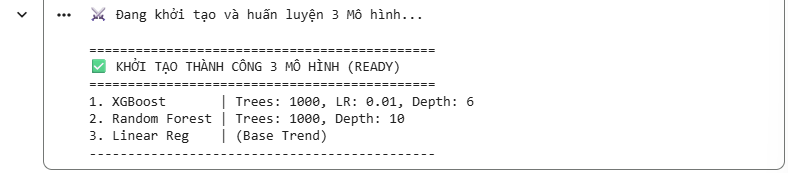 ⚔️ Đang khởi tạo và huấn luyện 3 Mô hình...
=============================================
✅ KHỞI TẠO THÀNH CÔNG 3 MÔ HÌNH (READY)
=============================================
1. XGBoost       | Trees: 1000, LR: 0.01, Depth: 6
2. Random Forest | Trees: 1000, Depth: 10
3. Linear Reg    | (Base Trend)
---------------------------------------------